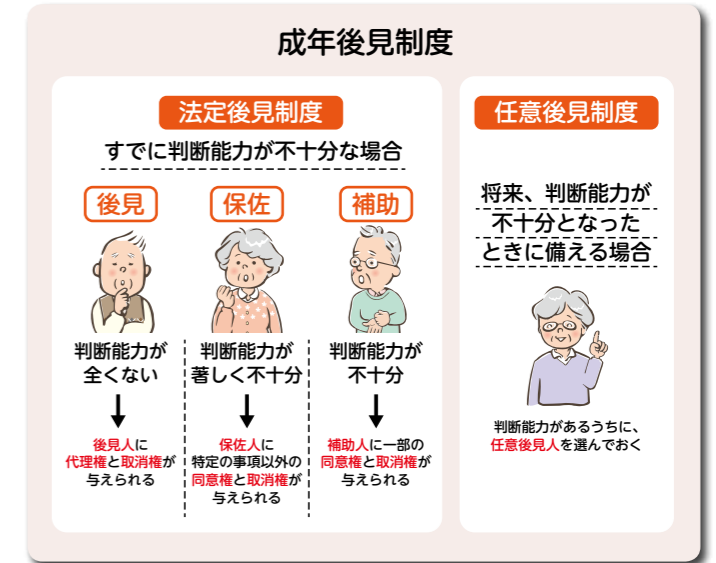 成年後見制度
法定後見制度
すでに判断能力が不十分な場合
後見
判断能力が
全くない
後見人に
代理権と取消権が
与えられる
保佐
判断能力が
著しく不十分
保佐人に
特定の事項以外の
同意権と取消権が
与えられる
補助
判断能力が
不十分
補助人に一部の
同意権と取消権が
与えられる
任意後見制度
将来、判断能力が
不十分となった
ときに備える場合
判断能力があるうちに、
任意後見人を選んでおく